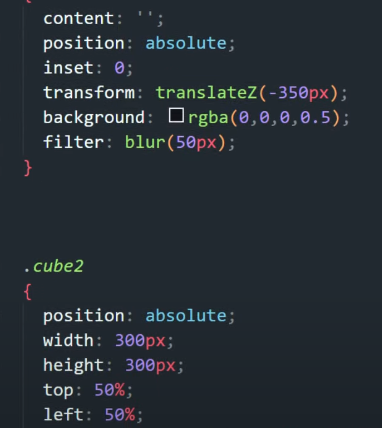 {
content: '';
position: absolute;
inset: 0;
transform: translateZ(-350px);
background: rgba(0,0,0,0.5);
filter: blur(50px);
}
.cube2
{
position: absolute;
width: 300px;
height: 300px;
top: 50%;
left: 50%;